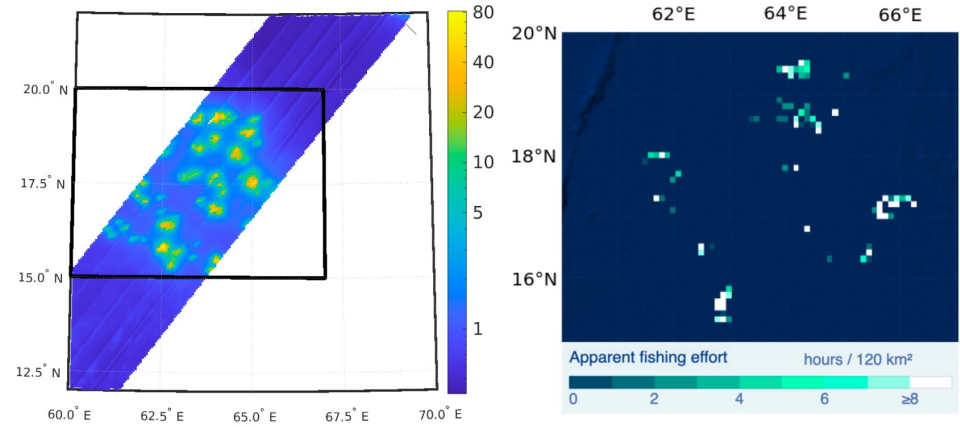 80
40
20
10
5
1
20.0° N
17.5° N
15.0° N
12.5° N
60.0° E
62.5° E
65.0° E
67.5° E
70.0° E
62°E
64°E
66°E
20°N
18°N
16°N
Apparent fishing effort
hours / 120 km²
0
2
4
6
≥8